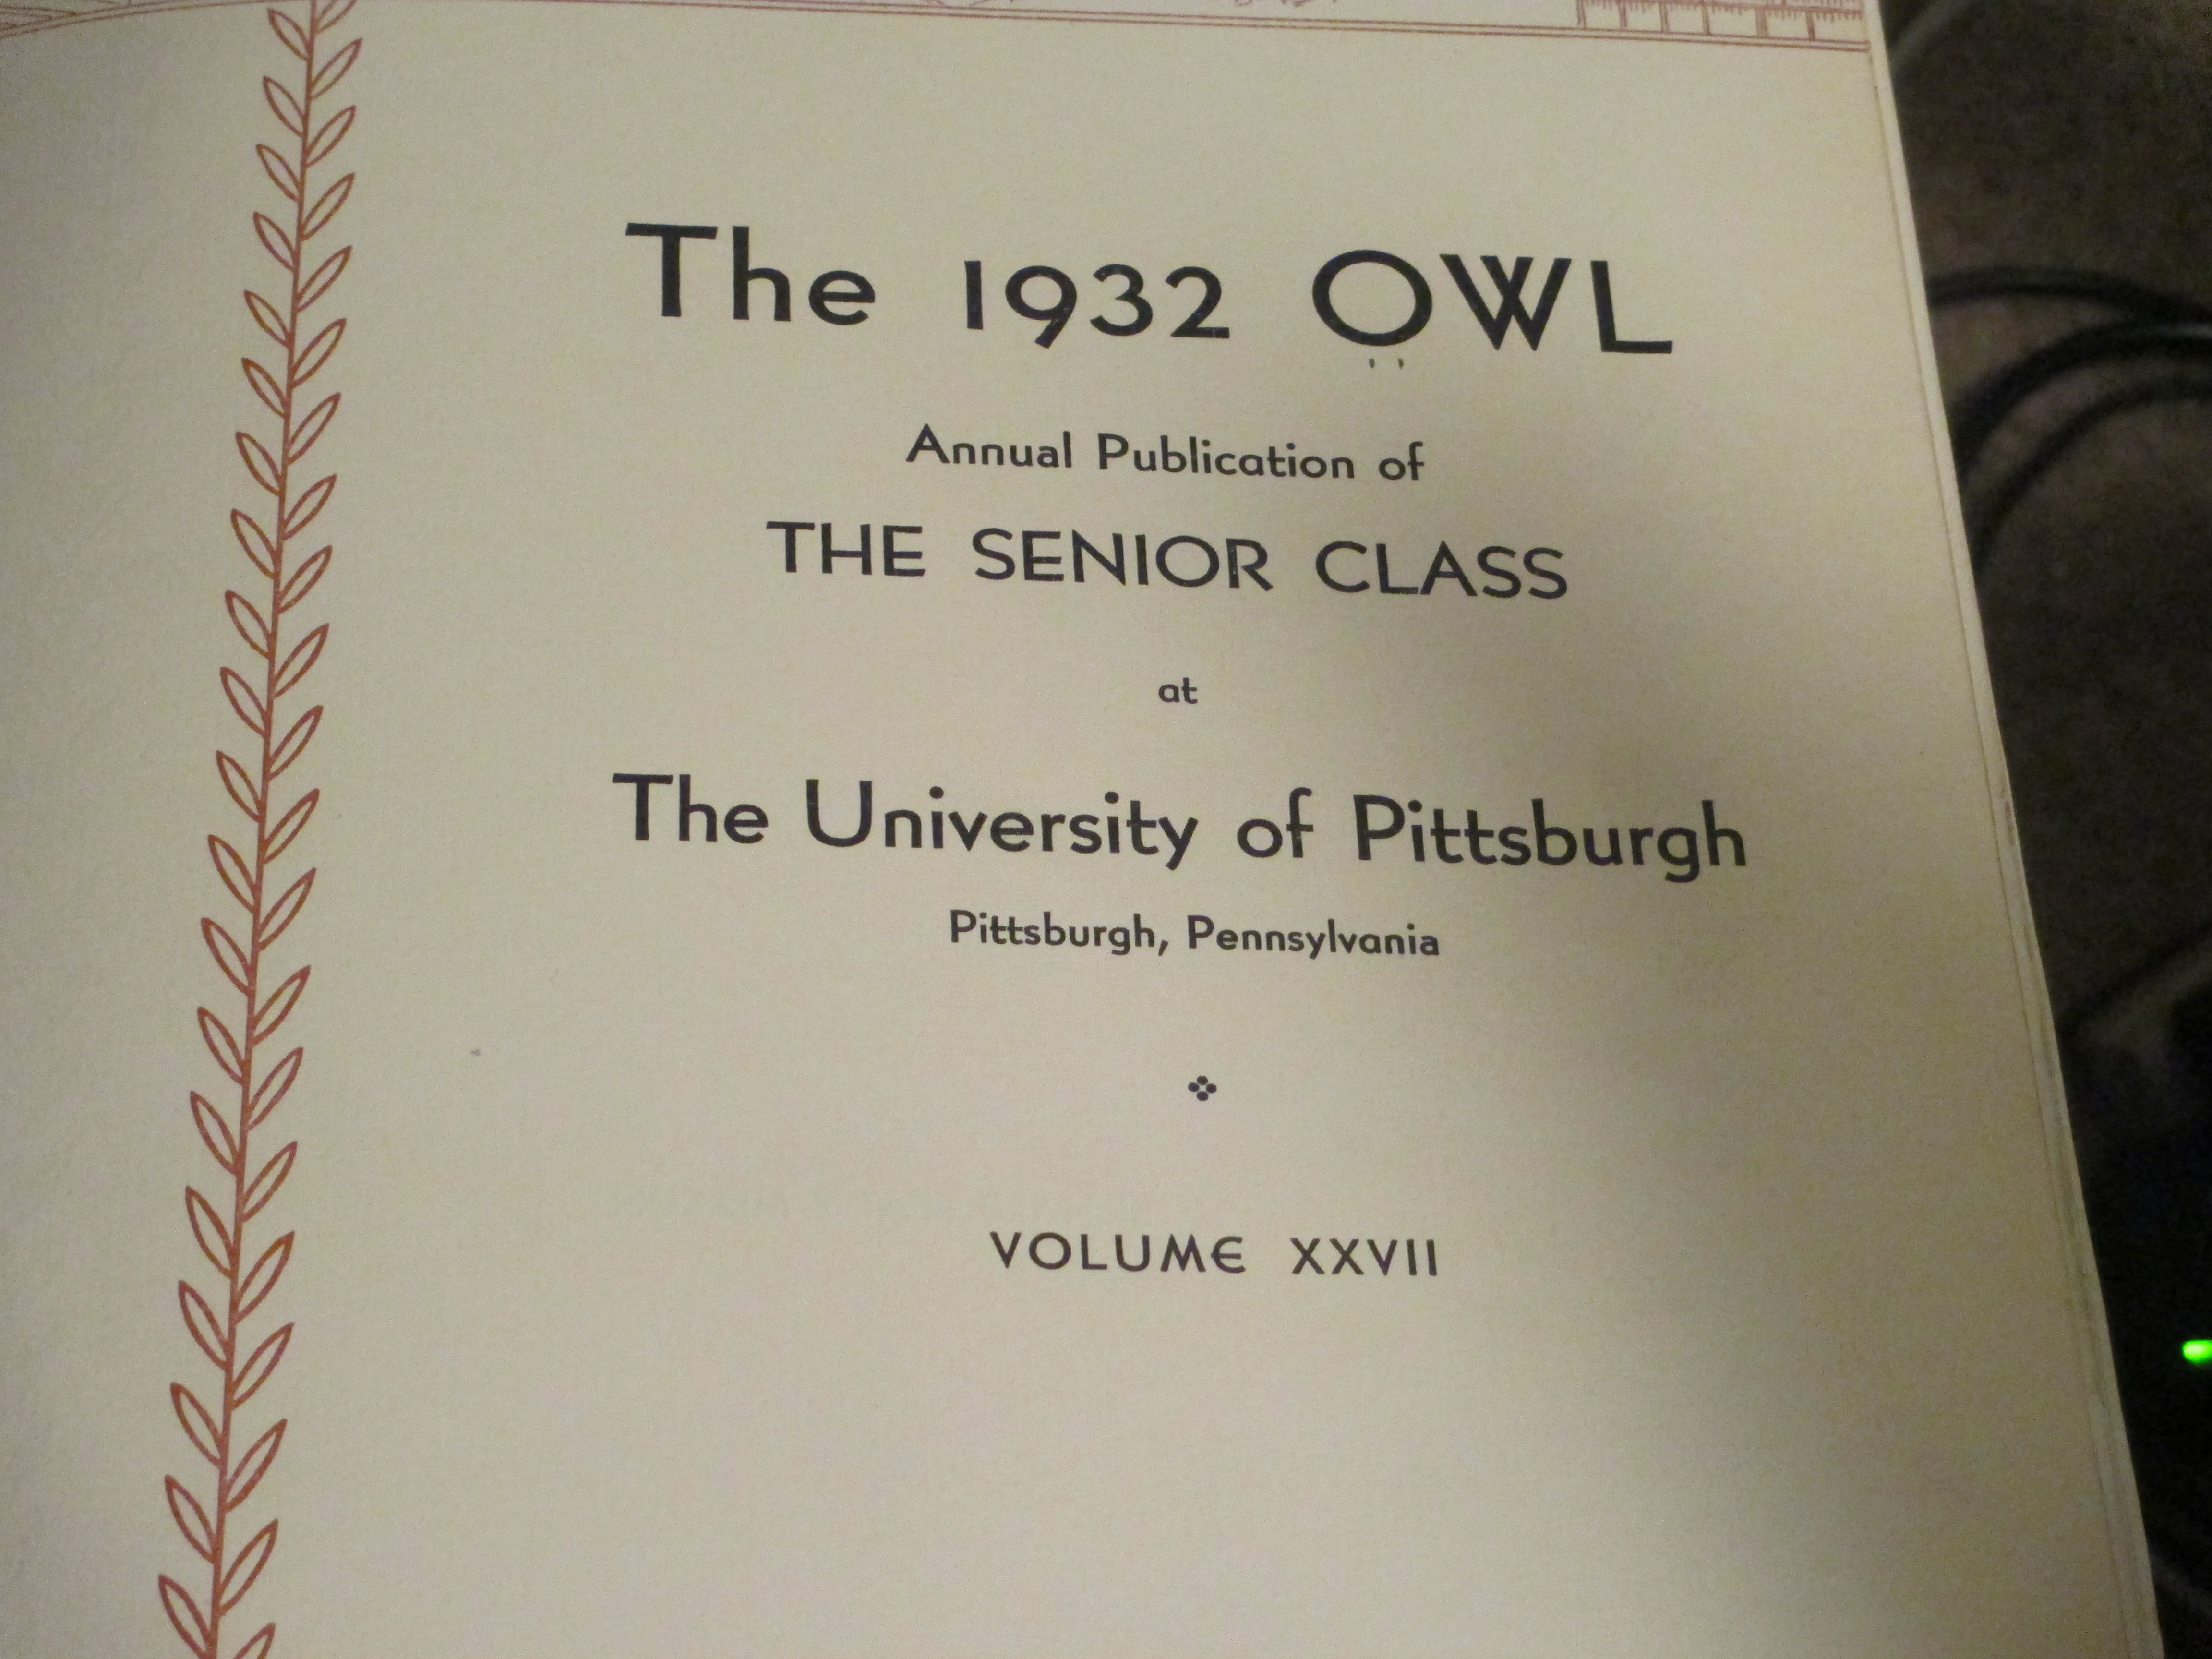 The 1932 OWL
Annual Publication of
THE SENIOR CLASS
at
The University of Pittsburgh
Pittsburgh, Pennsylvania
VOLUME XXVII